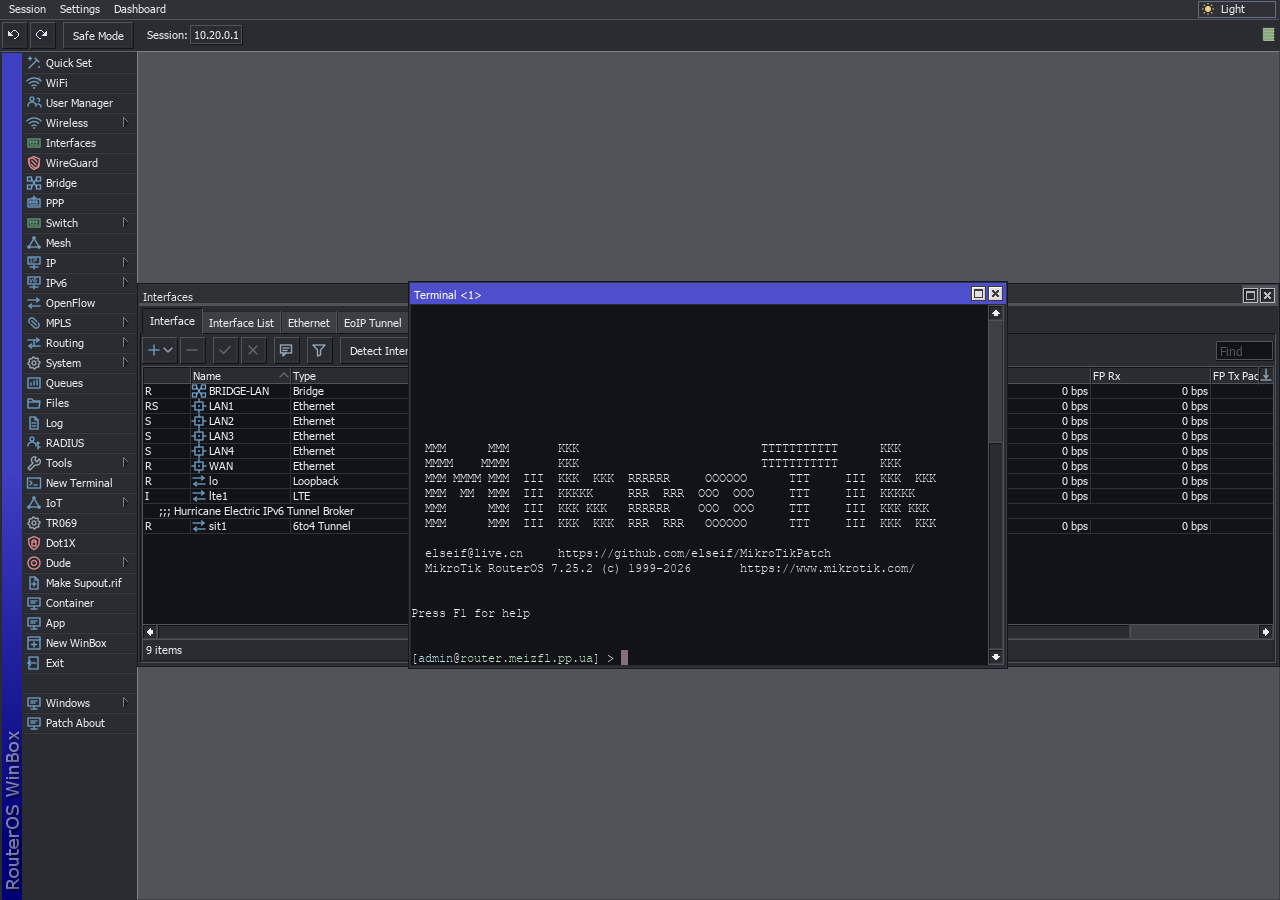 Session Settings Dashboard Light
Safe Mode Session: 10.20.0.1
Quick Set
WiFi
User Manager
Wireless
Interfaces
WireGuard
Bridge
PPP
Switch
Mesh
IP
IPv6
OpenFlow
MPLS
Routing
System
Queues
Files
Log
RADIUS
Tools
New Terminal
IoT
TR069
Dot1X
Dude
Make Supout.rif
Container
App
New WinBox
Exit
Windows
Patch About
RouterOS WinBox
Interfaces
Interface Interface List Ethernet EoIP Tunnel
Detect Inter
Find
Name Type FP Rx FP Tx Pac
R BRIDGE-LAN Bridge 0 bps 0 bps
RS LAN1 Ethernet 0 bps 0 bps
S LAN2 Ethernet 0 bps 0 bps
S LAN3 Ethernet 0 bps 0 bps
S LAN4 Ethernet 0 bps 0 bps
R WAN Ethernet 0 bps 0 bps
R lo Loopback 0 bps 0 bps
I lte1 LTE 0 bps 0 bps
;;; Hurricane Electric IPv6 Tunnel Broker
R sit1 6to4 Tunnel 0 bps 0 bps
9 items
Terminal <1>
MMM      MMM       KKK                          TTTTTTTTTTT      KKK
MMMM    MMMM       KKK                          TTTTTTTTTTT      KKK
MMM MMMM MMM  III  KKK  KKK  RRRRRR     OOOOOO      TTT     III  KKK  KKK
MMM  MM  MMM  III  KKKKK     RRR  RRR  OOO  OOO     TTT     III  KKKKK
MMM      MMM  III  KKK KKK   RRRRRR    OOO  OOO     TTT     III  KKK KKK
MMM      MMM  III  KKK  KKK  RRR  RRR   OOOOOO      TTT     III  KKK  KKK
elseif@live.cn     https://github.com/elseif/MikroTikPatch
MikroTik RouterOS 7.25.2 (c) 1999-2026       https://www.mikrotik.com/
Press F1 for help
[admin@router.meizfl.pp.ua] >